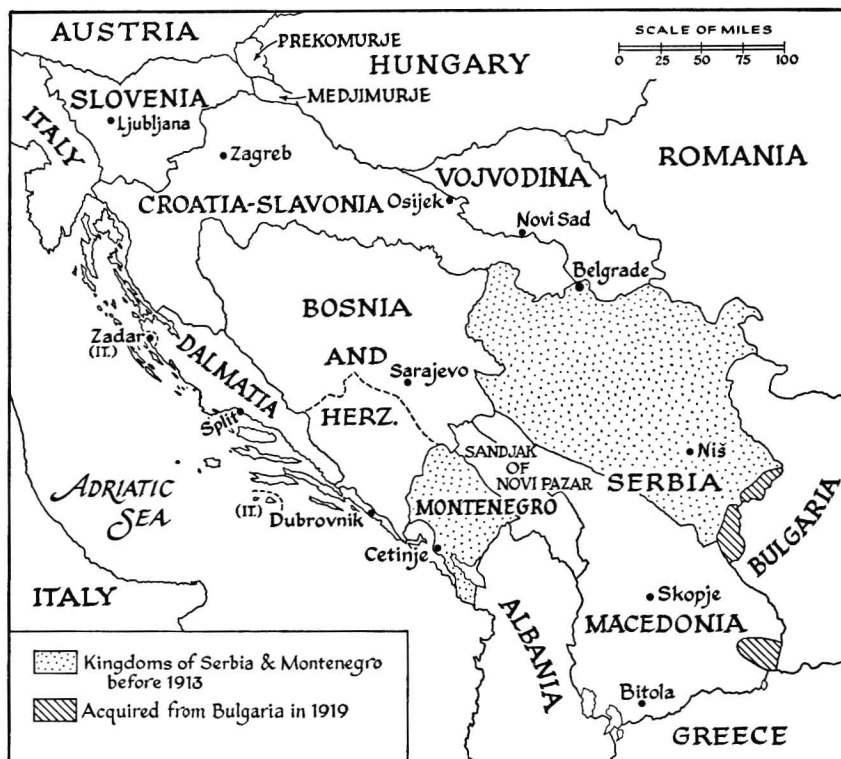 AUSTRIA
PREKOMURJE
HUNGARY
SCALE OF MILES
0 25 50 75 100
SLOVENIA
MEDJIMURJE
Ljubljana
ITALY
Zagreb
VOJVODINA
ROMANIA
CROATIA-SLAVONIA
Osijek
Novi Sad
Belgrade
BOSNIA
AND
HERZ.
Zadar
(IT.)
DALMATIA
Sarajevo
Split
SANDJAK
OF
NOVI PAZAR
Niš
SERBIA
ADRIATIC
SEA
(IT.)
Dubrovnik
MONTENEGRO
BULGARIA
Cetinje
ITALY
ALBANIA
Skopje
MACEDONIA
Bitola
GREECE
Kingdoms of Serbia & Montenegro
before 1913
Acquired from Bulgaria in 1919